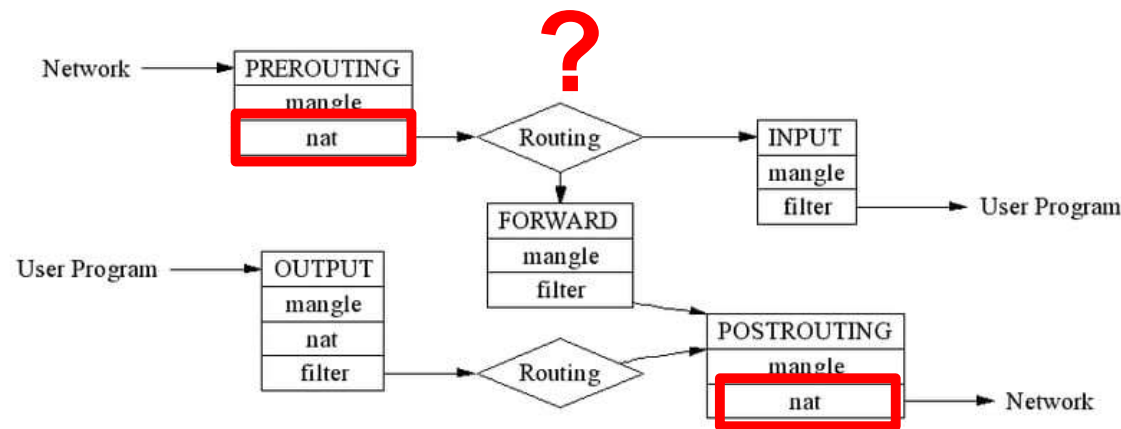 ?
Network
PREROUTING
mangle
nat
Routing
INPUT
mangle
filter
User Program
FORWARD
mangle
filter
User Program
OUTPUT
mangle
nat
filter
Routing
POSTROUTING
mangle
nat
Network